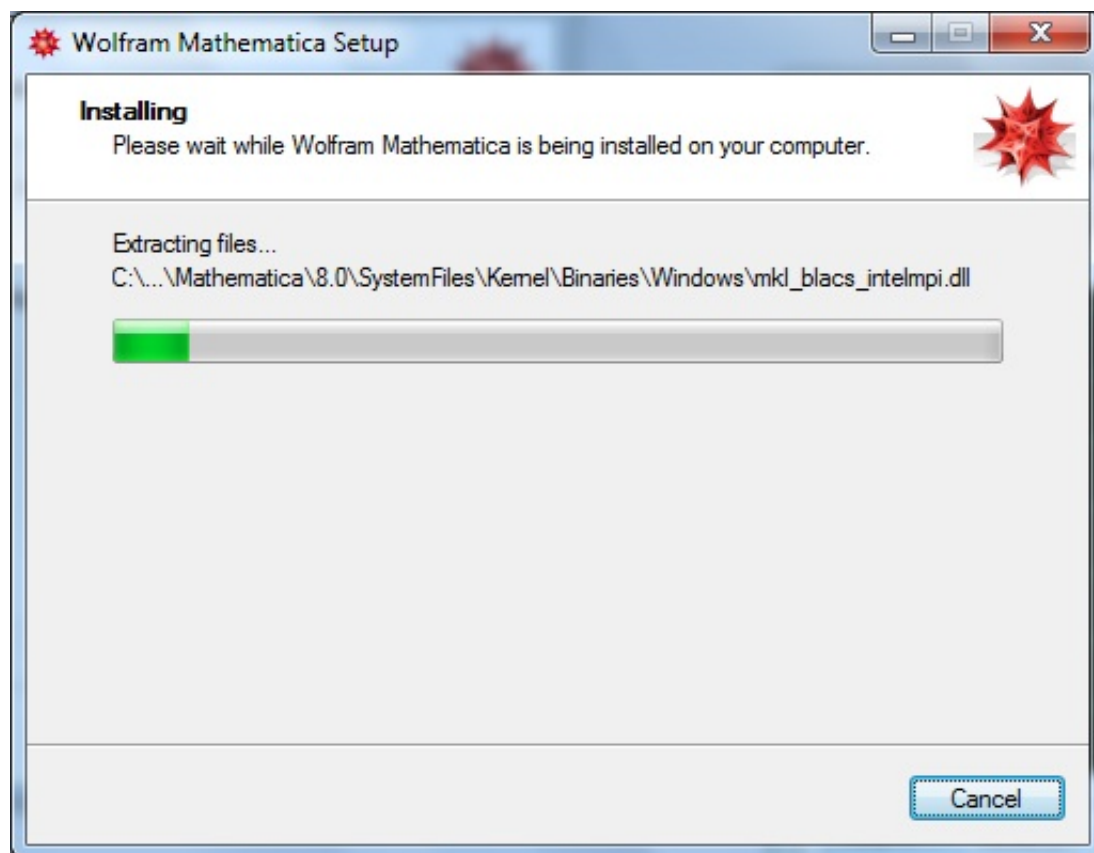 Wolfram Mathematica Setup
Installing
Please wait while Wolfram Mathematica is being installed on your computer.
Extracting files...
C:\...\Mathematica\8.0\SystemFiles\Kernel\Binaries\Windows\mkl_blacs_intelmpi.dll
Cancel